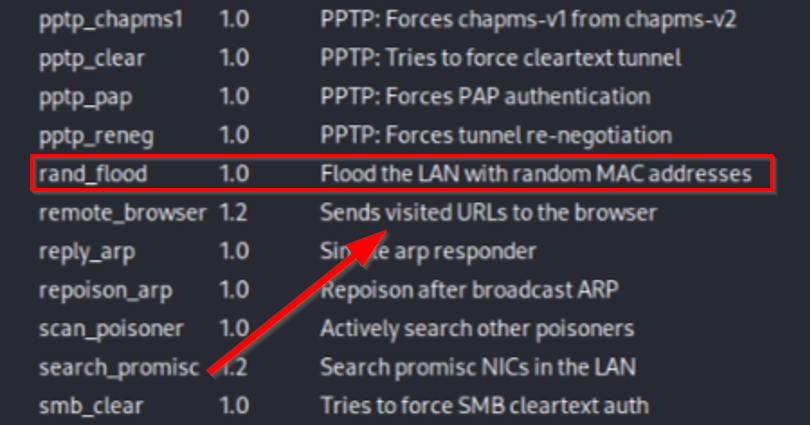 pptp_chapms1 1.0 PPTP: Forces chapms-v1 from chapms-v2
pptp_clear 1.0 PPTP: Tries to force cleartext tunnel
pptp_pap 1.0 PPTP: Forces PAP authentication
pptp_reneg 1.0 PPTP: Forces tunnel re-negotiation
rand_flood 1.0 Flood the LAN with random MAC addresses
remote_browser 1.2 Sends visited URLs to the browser
reply_arp 1.0 Simple arp responder
repoison_arp 1.0 Repoison after broadcast ARP
scan_poisoner 1.0 Actively search other poisoners
search_promisc 1.2 Search promisc NICs in the LAN
smb_clear 1.0 Tries to force SMB cleartext auth